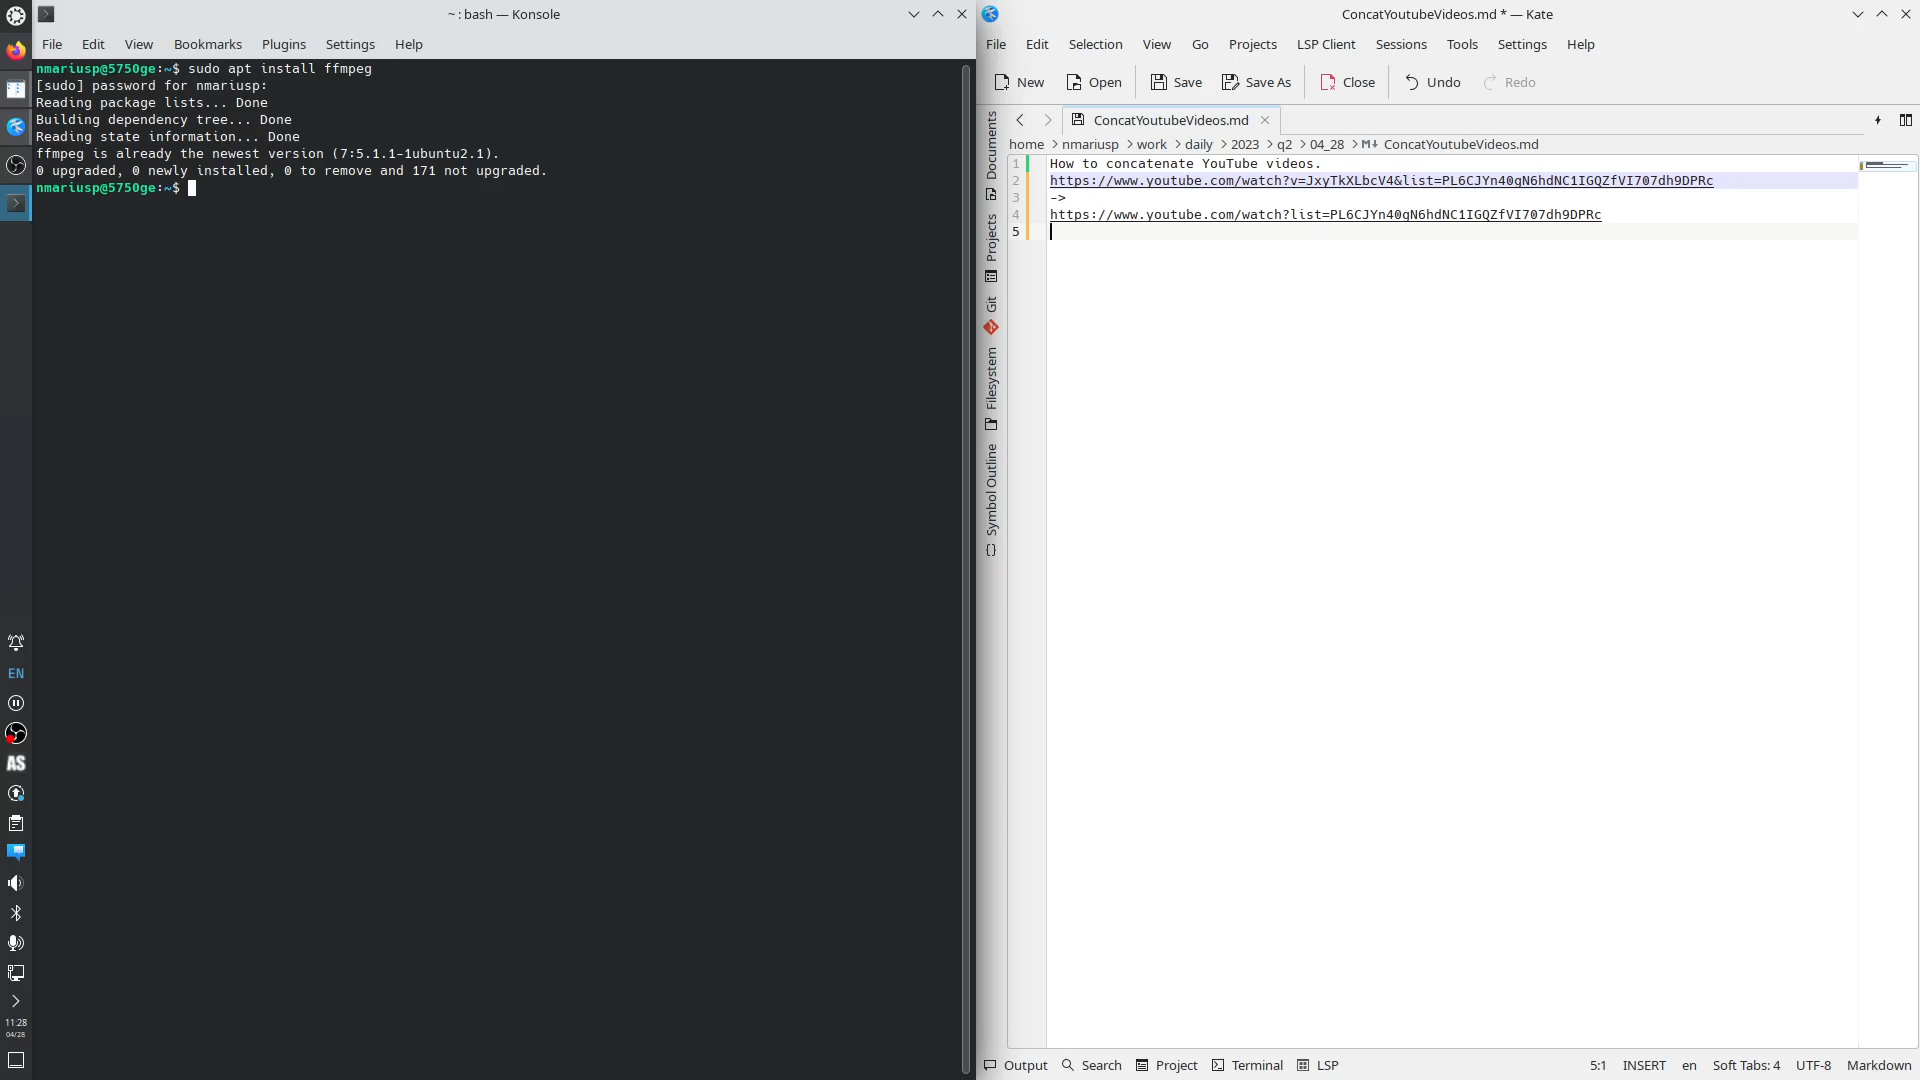 ~ : bash — Konsole
File Edit View Bookmarks Plugins Settings Help
nmariusp@5750ge:~$ sudo apt install ffmpeg
[sudo] password for nmariusp:
Reading package lists... Done
Building dependency tree... Done
Reading state information... Done
ffmpeg is already the newest version (7:5.1.1-1ubuntu2.1).
0 upgraded, 0 newly installed, 0 to remove and 171 not upgraded.
nmariusp@5750ge:~$
EN
AS
11:28
04/28
ConcatYoutubeVideos.md * — Kate
File Edit Selection View Go Projects LSP Client Sessions Tools Settings Help
New Open Save Save As Close Undo Redo
ConcatYoutubeVideos.md
home > nmariusp > work > daily > 2023 > q2 > 04_28 > M↓ ConcatYoutubeVideos.md
Documents
Projects
Git
Filesystem
Symbol Outline
1 How to concatenate YouTube videos.
2 https://www.youtube.com/watch?v=JxyTkXLbcV4&list=PL6CJYn40gN6hdNC1IGQZfVI707dh9DPRc
3 ->
4 https://www.youtube.com/watch?list=PL6CJYn40gN6hdNC1IGQZfVI707dh9DPRc
5
Output Search Project Terminal LSP 5:1 INSERT en Soft Tabs: 4 UTF-8 Markdown